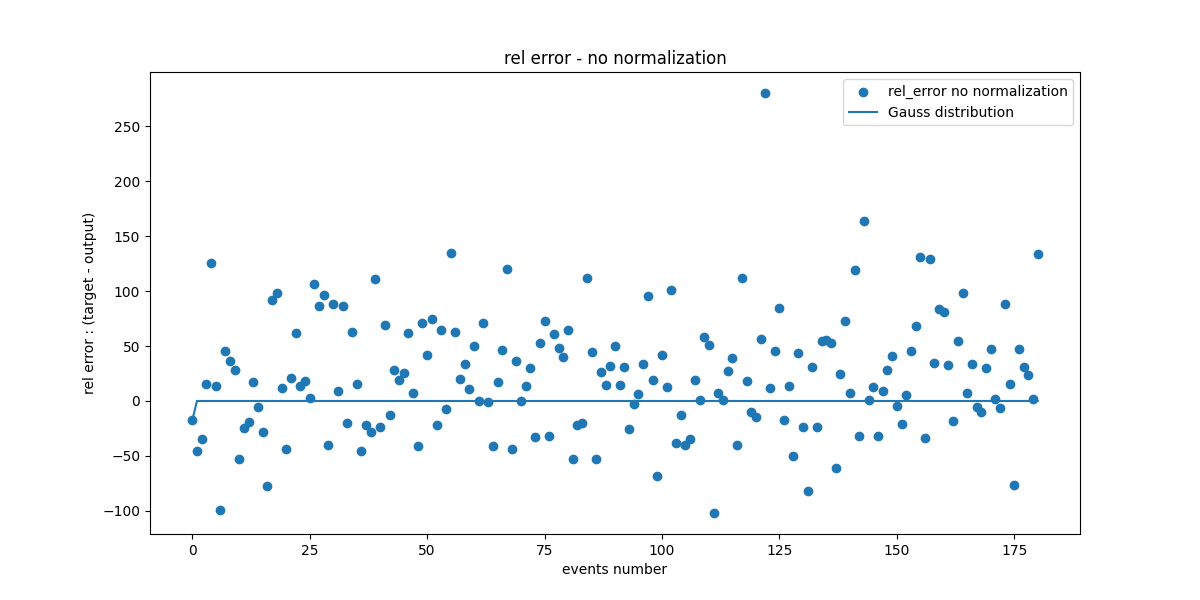 rel error - no normalization
rel_error no normalization
Gauss distribution
rel error : (target - output)
250
200
150
100
50
0
−50
−100
0 25 50 75 100 125 150 175
events number